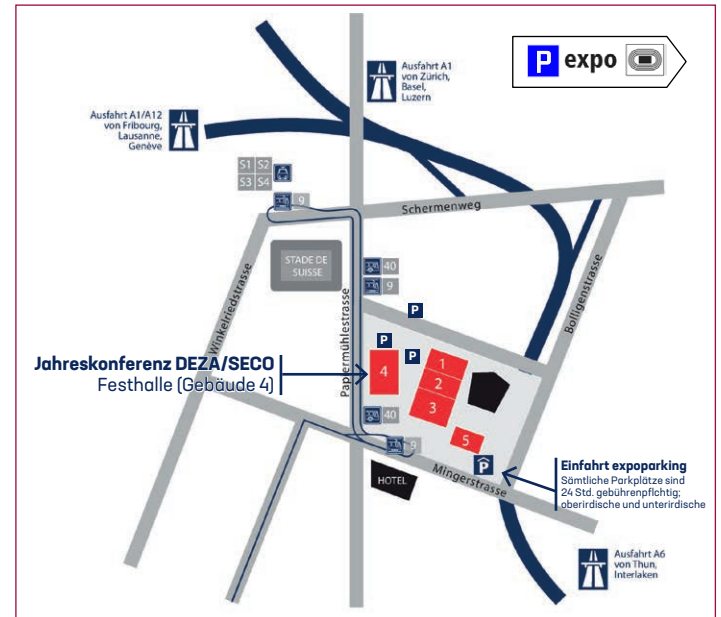 P expo
Ausfahrt A1
von Zürich,
Basel,
Luzern
Ausfahrt A1/A12
von Fribourg,
Lausanne,
Genève
S1 S2
S3 S4
9
Schermenweg
STADE DE
SUISSE
40
9
Winkelriedstrasse
Papiermühlestrasse
Bolligenstrasse
P
P
P
Jahreskonferenz DEZA/SECO
Festhalle (Gebäude 4)
4
1
2
3
5
40
9
P
Mingerstrasse
HOTEL
Einfahrt expoparking
Sämtliche Parkplätze sind
24 Std. gebührenpflichtig;
oberirdische und unterirdische
Ausfahrt A6
von Thun,
Interlaken